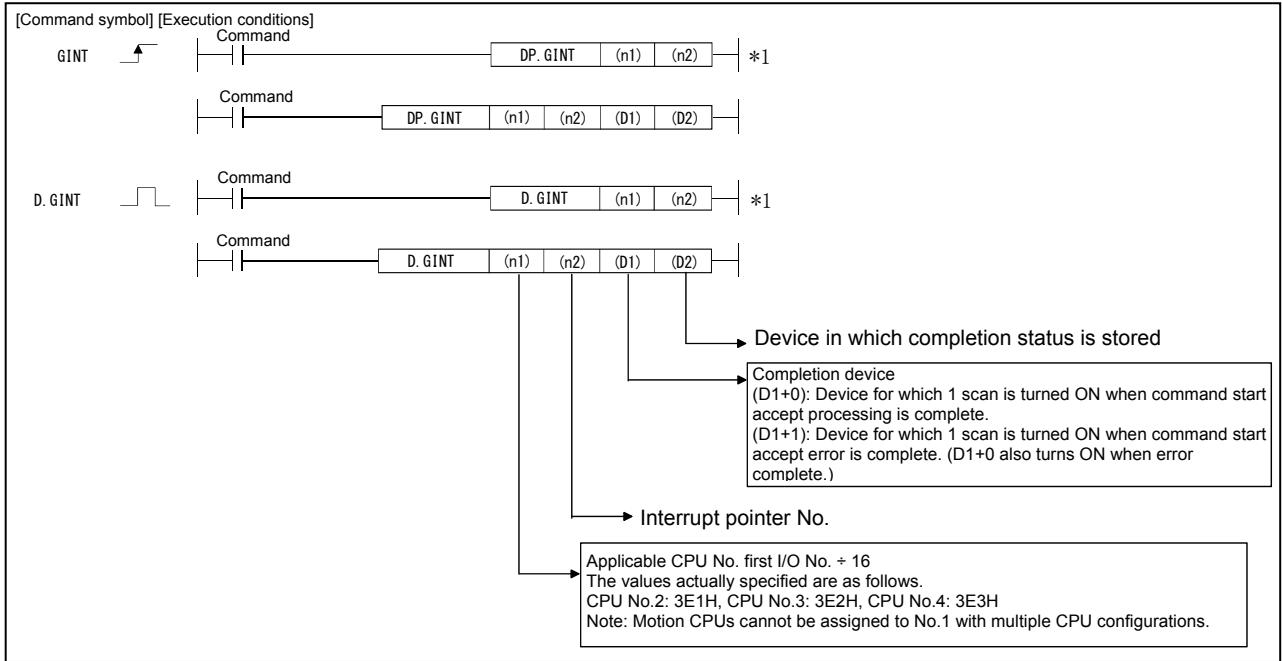 [Command symbol] [Execution conditions]
Command
GINT DP. GINT (n1) (n2) *1
Command
DP. GINT (n1) (n2) (D1) (D2)
Command
D. GINT D. GINT (n1) (n2) *1
Command
D. GINT (n1) (n2) (D1) (D2)
Device in which completion status is stored
Completion device
(D1+0): Device for which 1 scan is turned ON when command start
accept processing is complete.
(D1+1): Device for which 1 scan is turned ON when command start
accept error is complete. (D1+0 also turns ON when error
complete.)
Interrupt pointer No.
Applicable CPU No. first I/O No. ÷ 16
The values actually specified are as follows.
CPU No.2: 3E1H, CPU No.3: 3E2H, CPU No.4: 3E3H
Note: Motion CPUs cannot be assigned to No.1 with multiple CPU configurations.